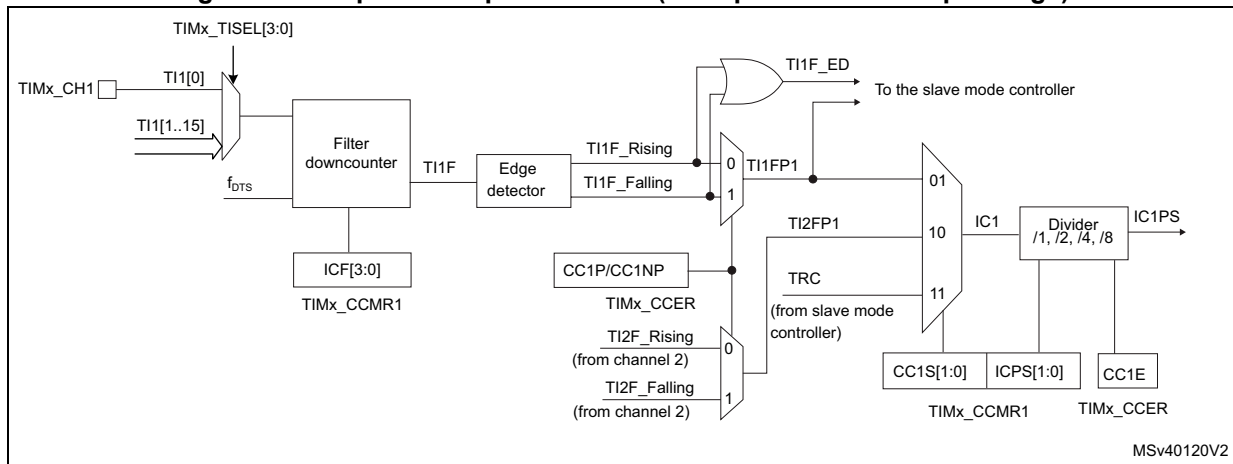 TIMx_TISEL[3:0]
TIMx_CH1
TI1[0]
TI1[1..15]
fDTS
Filter
downcounter
ICF[3:0]
TIMx_CCMR1
TI1F
Edge
detector
TI1F_Rising
TI1F_Falling
TI1F_ED
To the slave mode controller
0
1
TI1FP1
CC1P/CC1NP
TIMx_CCER
TI2F_Rising
(from channel 2)
TI2F_Falling
(from channel 2)
0
1
TI2FP1
TRC
(from slave mode
controller)
01
10
11
IC1
Divider
/1, /2, /4, /8
IC1PS
CC1S[1:0]
ICPS[1:0]
TIMx_CCMR1
CC1E
TIMx_CCER
MSv40120V2